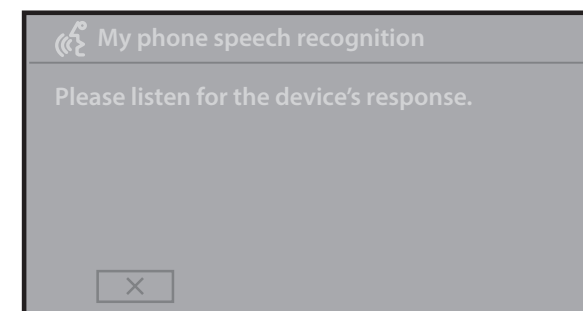 My phone speech recognition
Please listen for the device’s response.